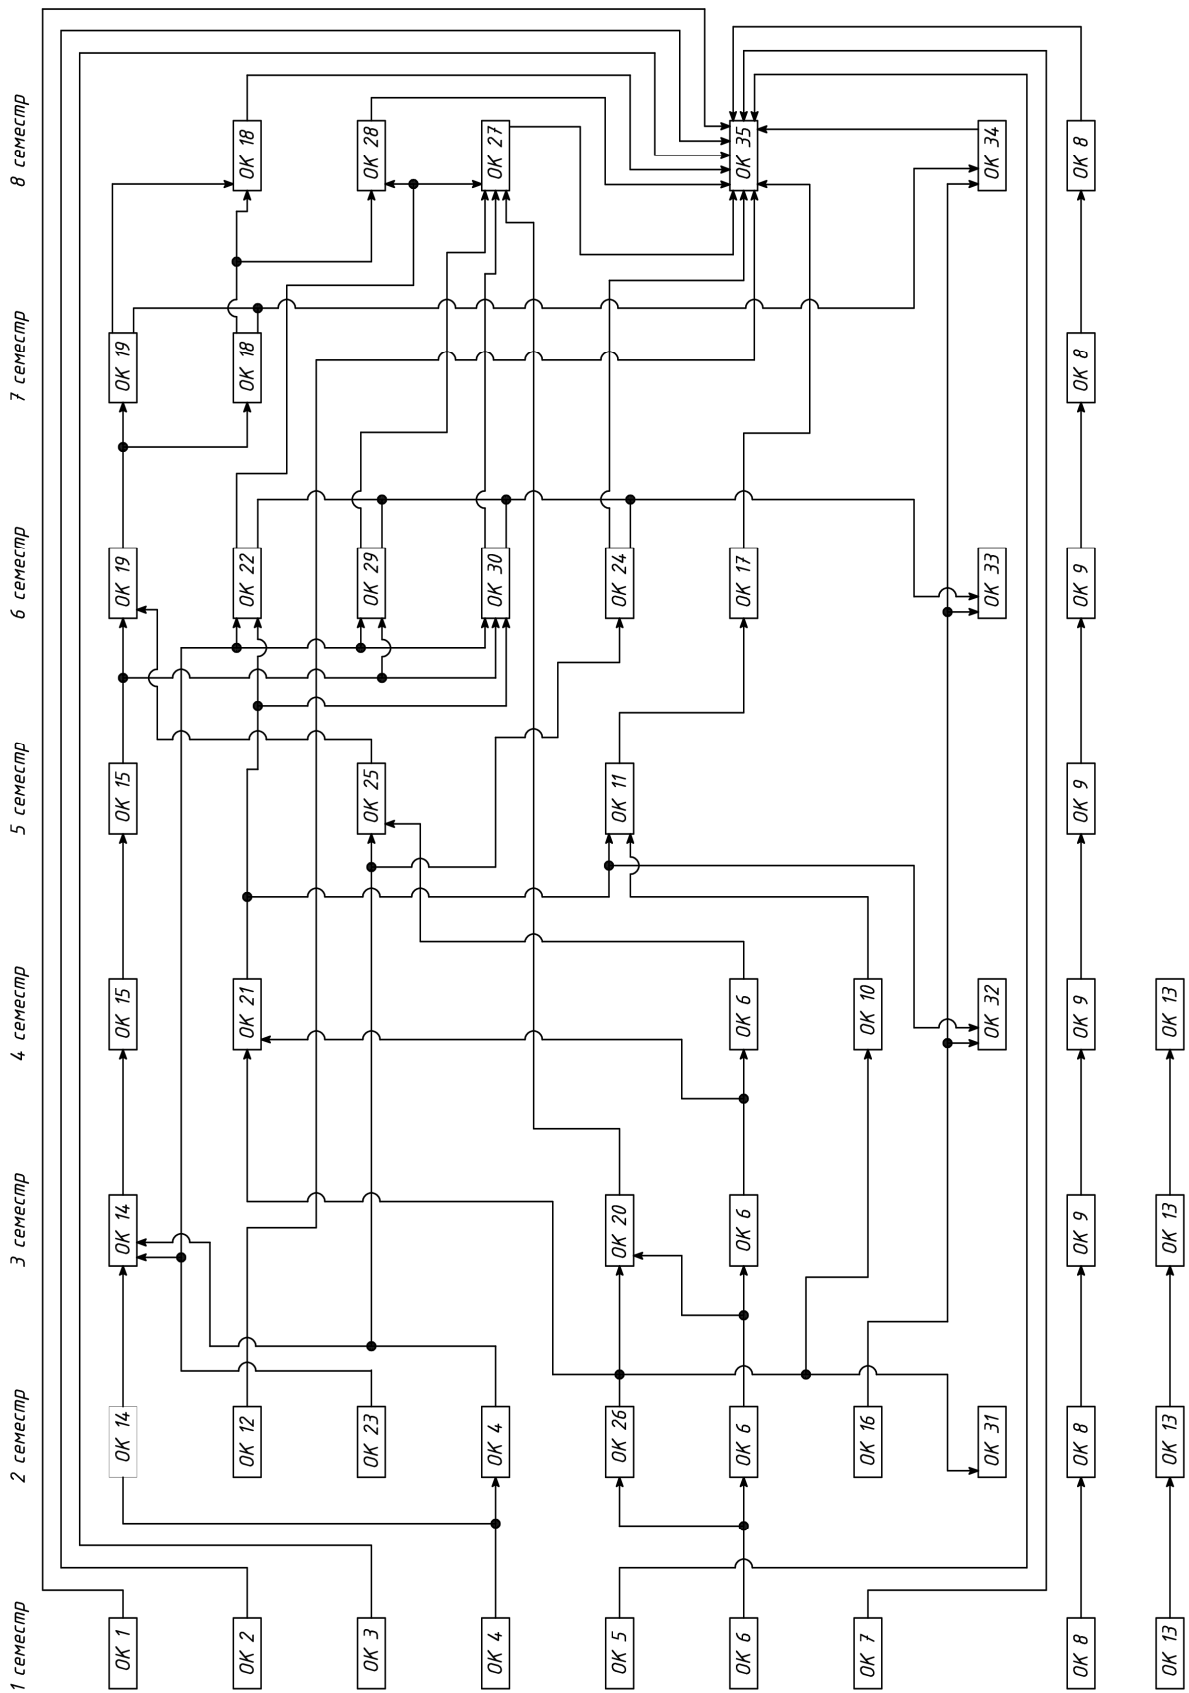 1 семестр
ОК 1
ОК 2
ОК 3
ОК 4
ОК 5
ОК 6
ОК 7
ОК 8
ОК 13
2 семестр
ОК 14
ОК 12
ОК 23
ОК 4
ОК 26
ОК 6
ОК 16
ОК 31
ОК 8
ОК 13
3 семестр
ОК 14
ОК 20
ОК 6
ОК 9
ОК 13
4 семестр
ОК 15
ОК 21
ОК 6
ОК 10
ОК 32
ОК 9
ОК 13
5 семестр
ОК 15
ОК 25
ОК 11
ОК 9
6 семестр
ОК 19
ОК 22
ОК 29
ОК 30
ОК 24
ОК 17
ОК 33
ОК 9
7 семестр
ОК 19
ОК 18
ОК 8
8 семестр
ОК 18
ОК 28
ОК 27
ОК 35
ОК 34
ОК 8